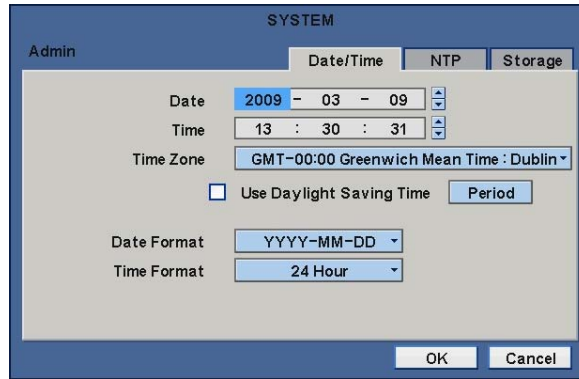 SYSTEM
Admin
Date/Time NTP Storage
Date 2009 - 03 - 09
Time 13 : 30 : 31
Time Zone GMT-00:00 Greenwich Mean Time : Dublin
Use Daylight Saving Time Period
Date Format YYYY-MM-DD
Time Format 24 Hour
OK Cancel